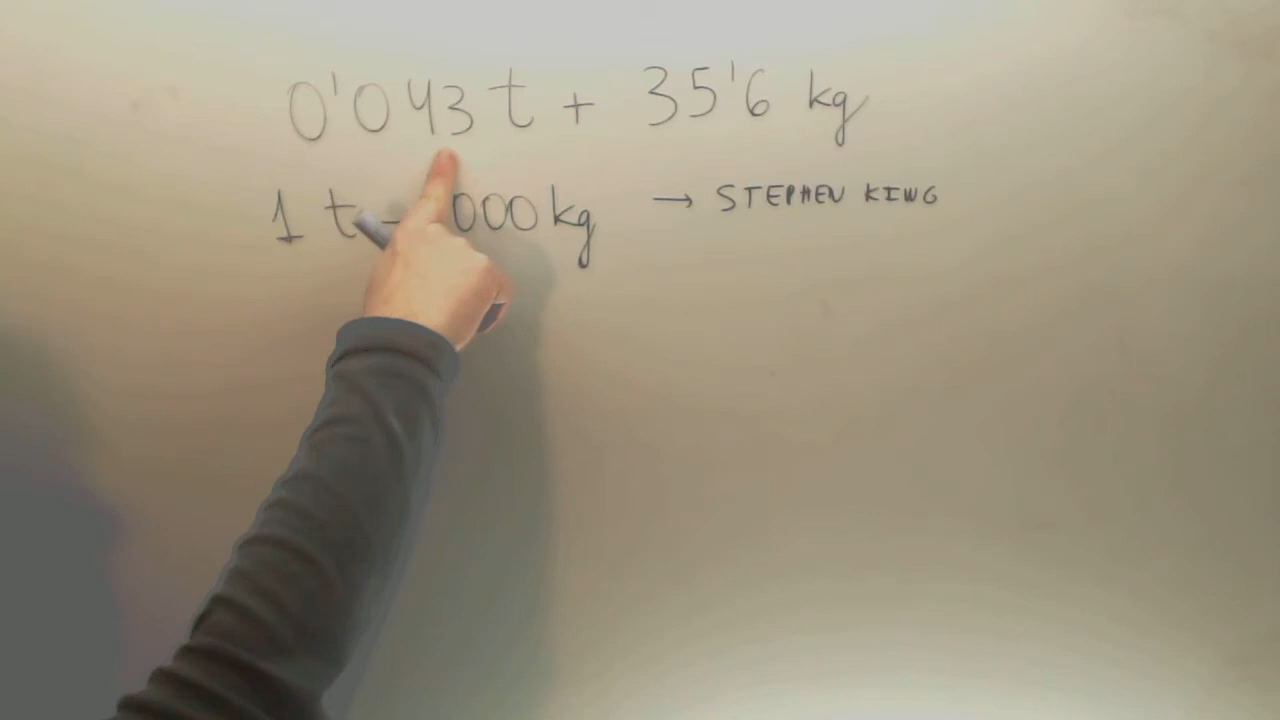 0'043 t + 35'6 kg
1 t 000 kg → STEPHEN KING